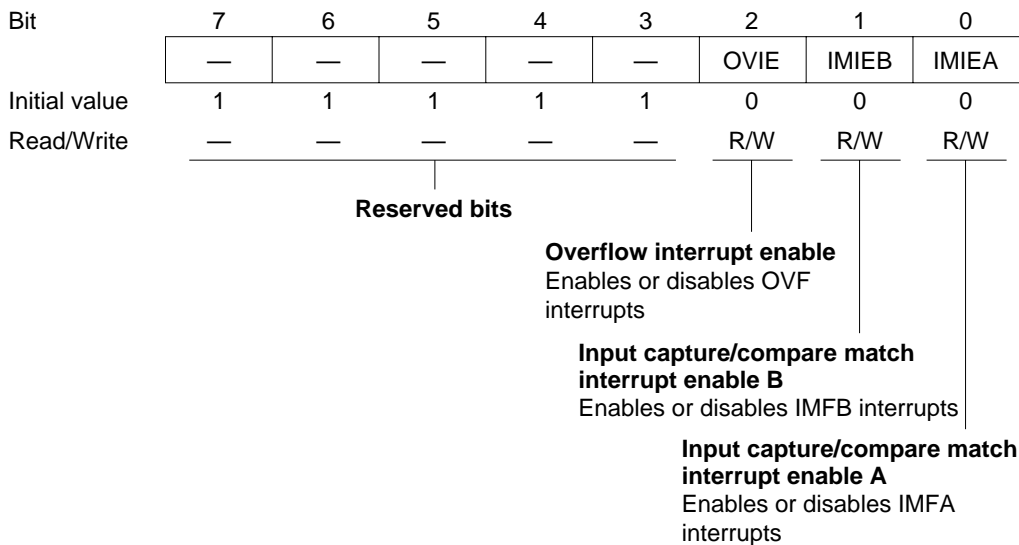 Bit 7 6 5 4 3 2 1 0
— — — — — OVIE IMIEB IMIEA
Initial value 1 1 1 1 1 0 0 0
Read/Write — — — — — R/W R/W R/W
Reserved bits
Overflow interrupt enable
Enables or disables OVF
interrupts
Input capture/compare match
interrupt enable B
Enables or disables IMFB interrupts
Input capture/compare match
interrupt enable A
Enables or disables IMFA
interrupts